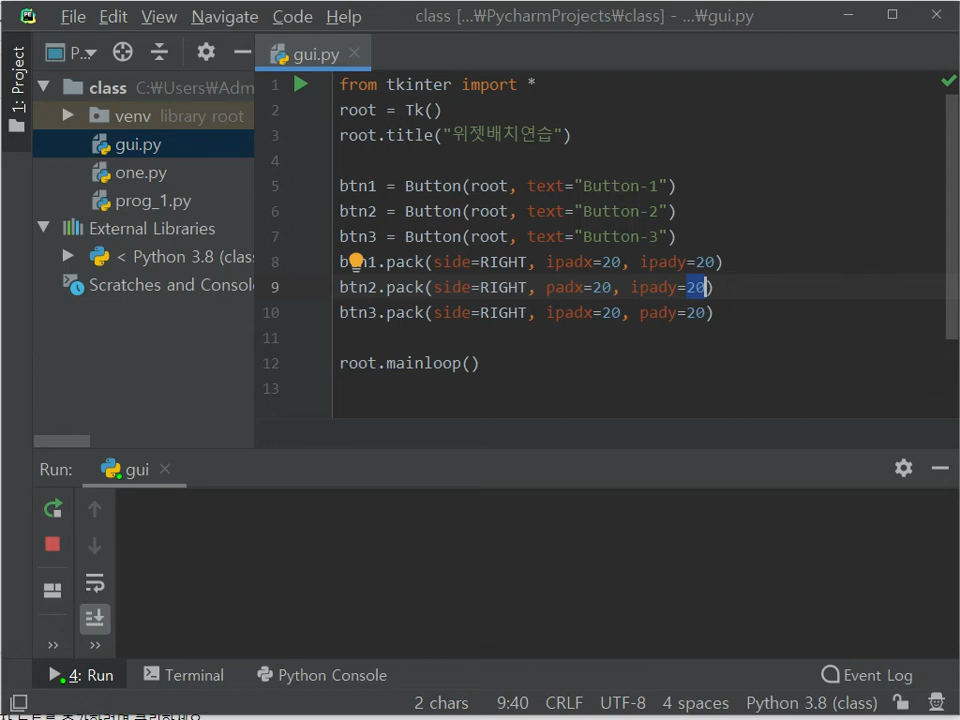 File Edit View Navigate Code Help class [...₩PycharmProjects₩class] - ...₩gui.py
1: Project
P...
gui.py
class C:₩Users₩Adm
venv library root
gui.py
one.py
prog_1.py
External Libraries
< Python 3.8 (clas
Scratches and Consol
1 from tkinter import *
2 root = Tk()
3 root.title("위젯배치연습")
4
5 btn1 = Button(root, text="Button-1")
6 btn2 = Button(root, text="Button-2")
7 btn3 = Button(root, text="Button-3")
8 btn1.pack(side=RIGHT, ipadx=20, ipady=20)
9 btn2.pack(side=RIGHT, padx=20, ipady=20)
10 btn3.pack(side=RIGHT, ipadx=20, pady=20)
11
12 root.mainloop()
13
Run: gui
4: Run Terminal Python Console Event Log
2 chars 9:40 CRLF UTF-8 4 spaces Python 3.8 (class)